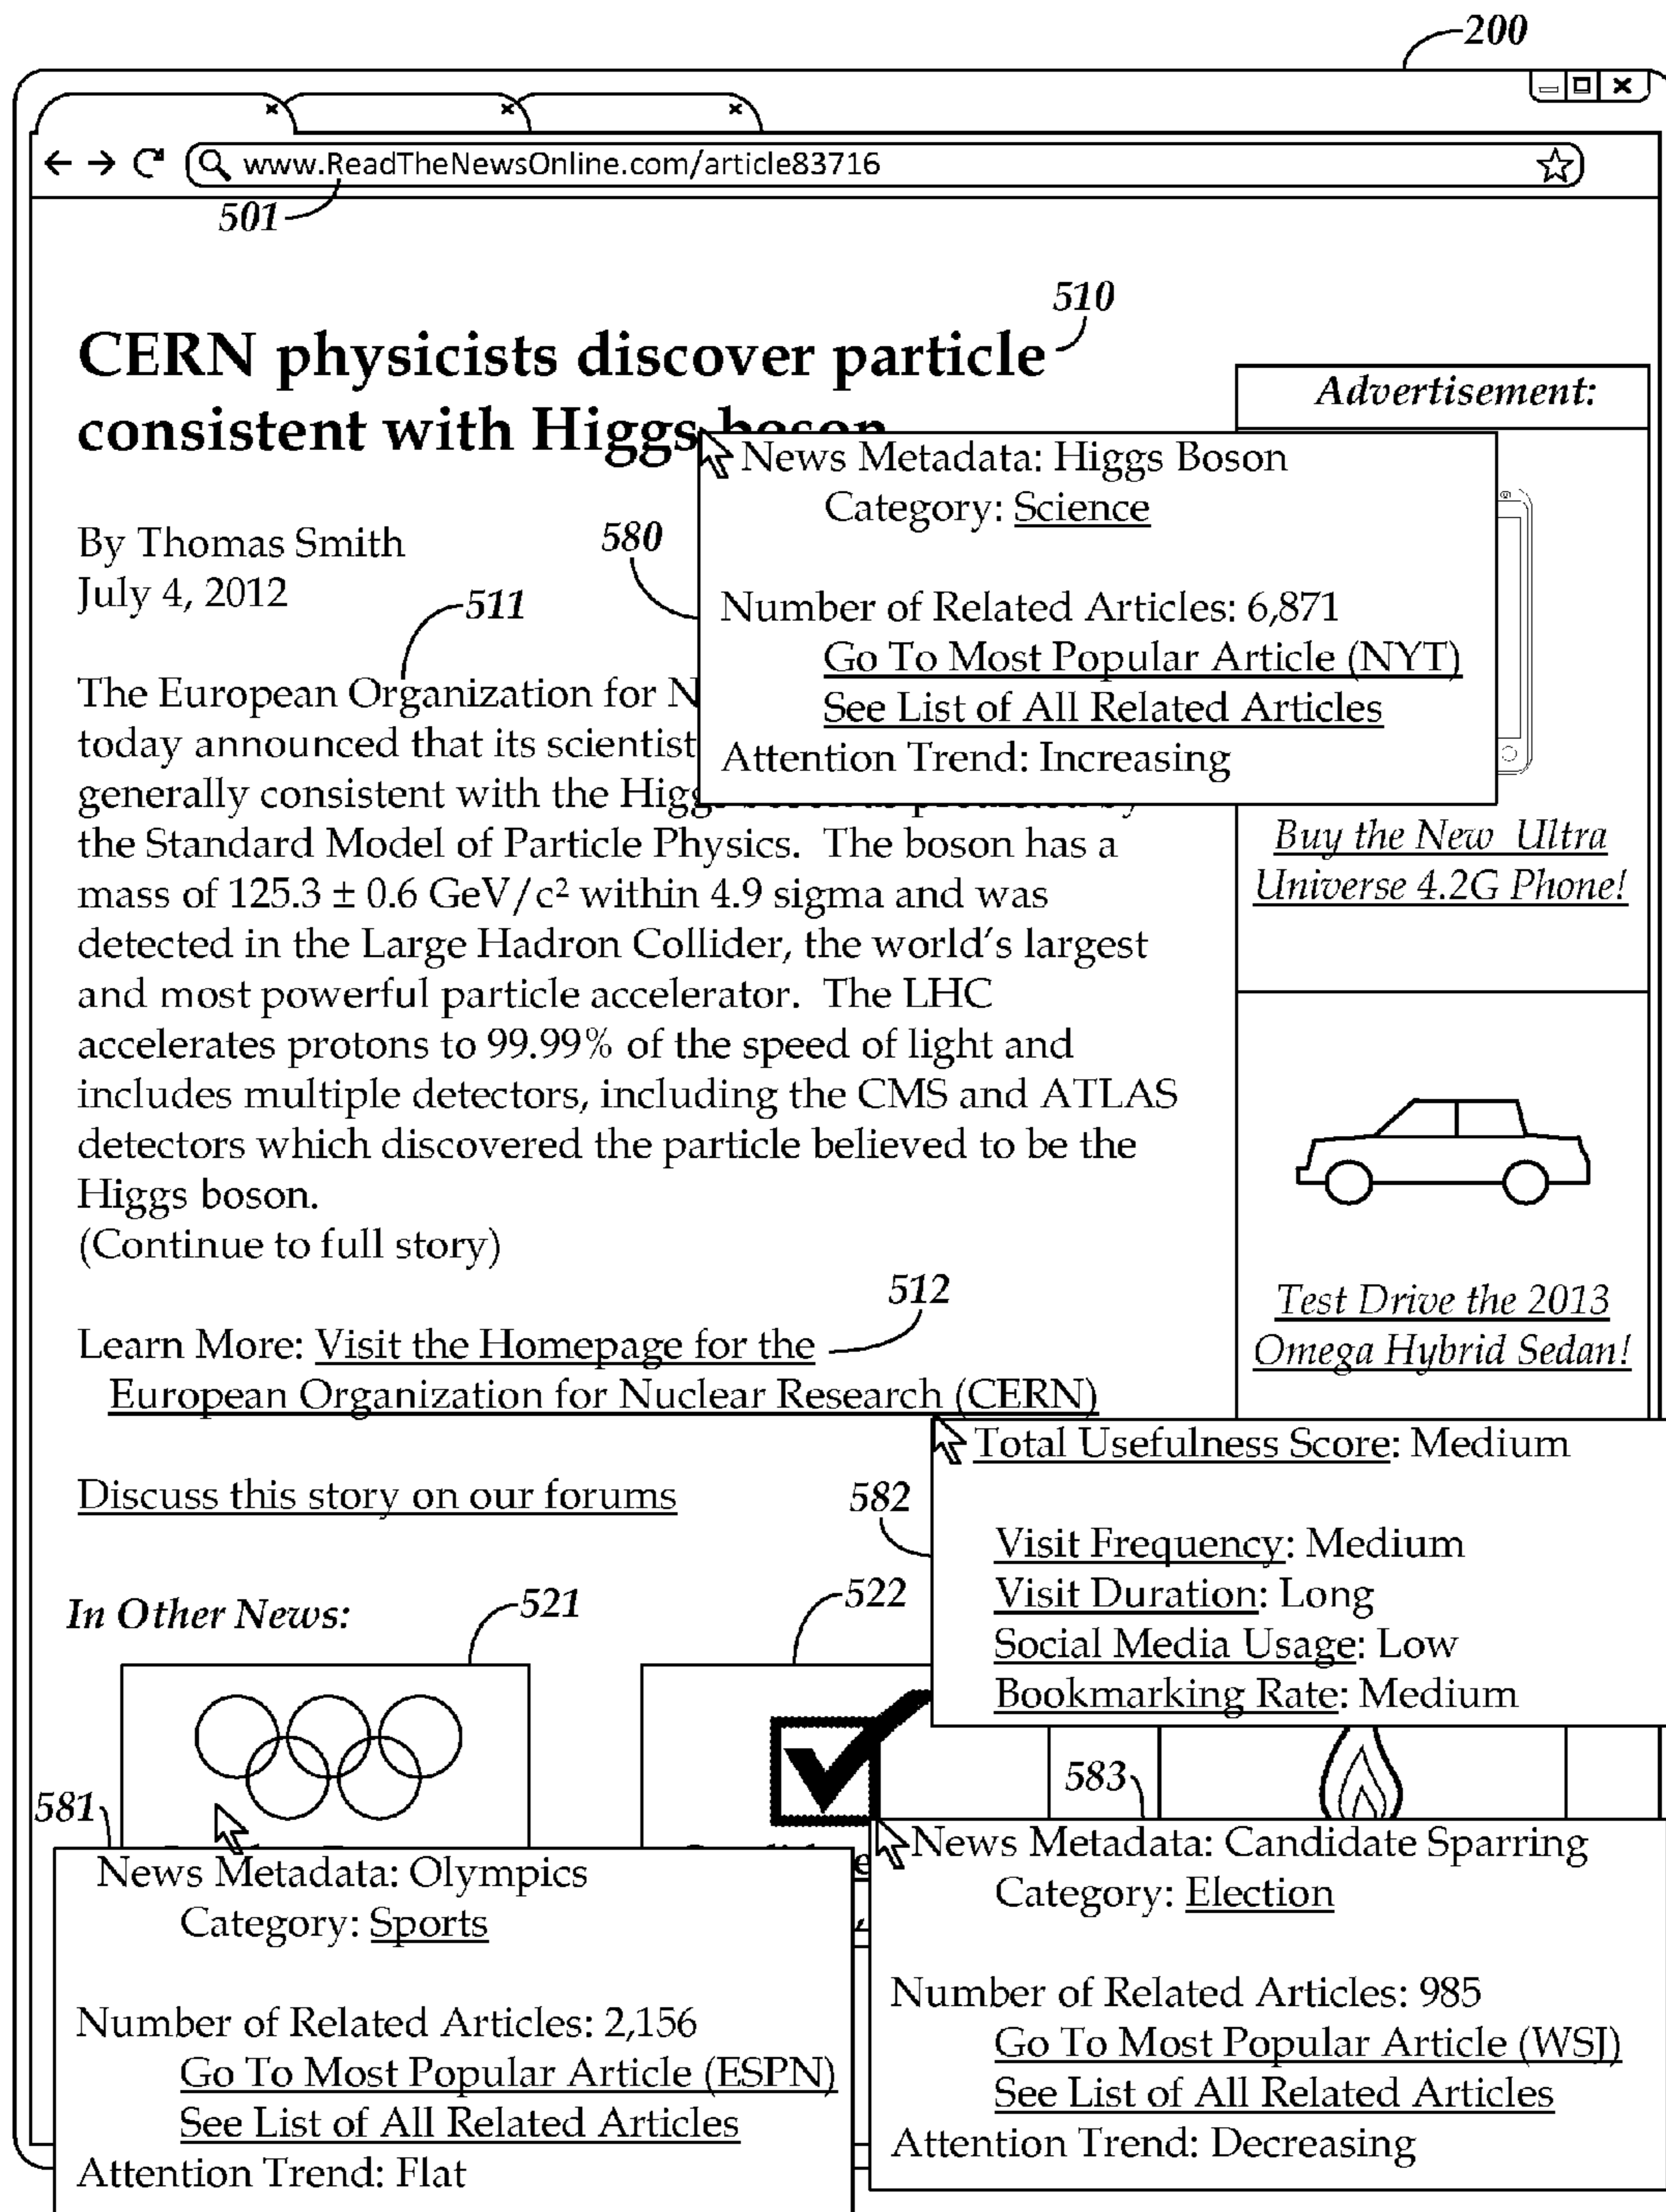 200
www.ReadTheNewsOnline.com/article83716
501
510
CERN physicists discover particle
consistent with Higgs boson
By Thomas Smith
July 4, 2012
511
The European Organization for N
today announced that its scientist
generally consistent with the Higgs
the Standard Model of Particle Physics. The boson has a
mass of 125.3 ± 0.6 GeV/c² within 4.9 sigma and was
detected in the Large Hadron Collider, the world's largest
and most powerful particle accelerator. The LHC
accelerates protons to 99.99% of the speed of light and
includes multiple detectors, including the CMS and ATLAS
detectors which discovered the particle believed to be the
Higgs boson.
(Continue to full story)
580
News Metadata: Higgs Boson
Category: Science
Number of Related Articles: 6,871
Go To Most Popular Article (NYT)
See List of All Related Articles
Attention Trend: Increasing
Advertisement:
Buy the New Ultra
Universe 4.2G Phone!
Test Drive the 2013
Omega Hybrid Sedan!
512
Learn More: Visit the Homepage for the
European Organization for Nuclear Research (CERN)
Discuss this story on our forums
582
Total Usefulness Score: Medium
Visit Frequency: Medium
Visit Duration: Long
Social Media Usage: Low
Bookmarking Rate: Medium
In Other News:
521
522
581
News Metadata: Olympics
Category: Sports
Number of Related Articles: 2,156
Go To Most Popular Article (ESPN)
See List of All Related Articles
Attention Trend: Flat
583
News Metadata: Candidate Sparring
Category: Election
Number of Related Articles: 985
Go To Most Popular Article (WSJ)
See List of All Related Articles
Attention Trend: Decreasing